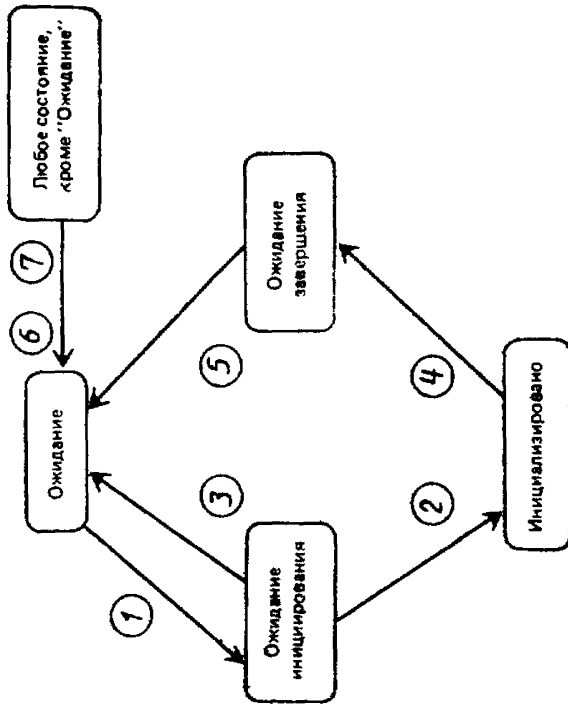 Любое состояние,
кроме "Ожидание"
7
6
Ожидание
1
3
5
Ожидание
инициирования
Ожидание
завершения
2
4
Инициализировано